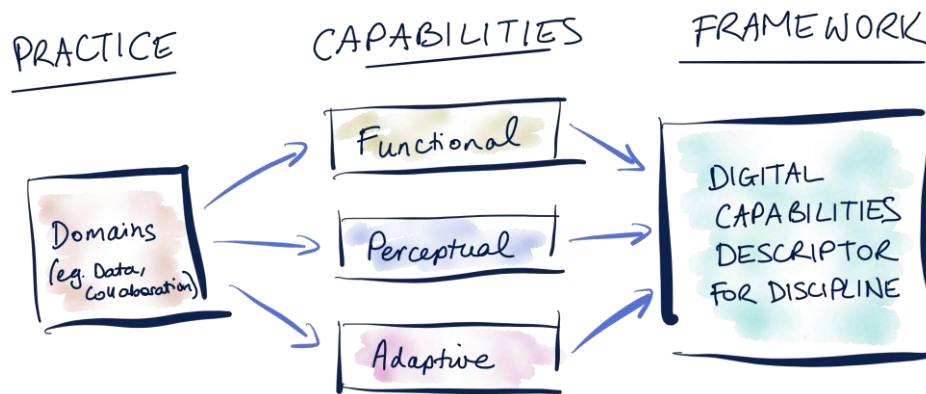 PRACTICE
CAPABILITIES
FRAMEWORK
Domains
(eg. Data,
Collaboration)
Functional
Perceptual
Adaptive
DIGITAL
CAPABILITIES
DESCRIPTOR
FOR DISCIPLINE